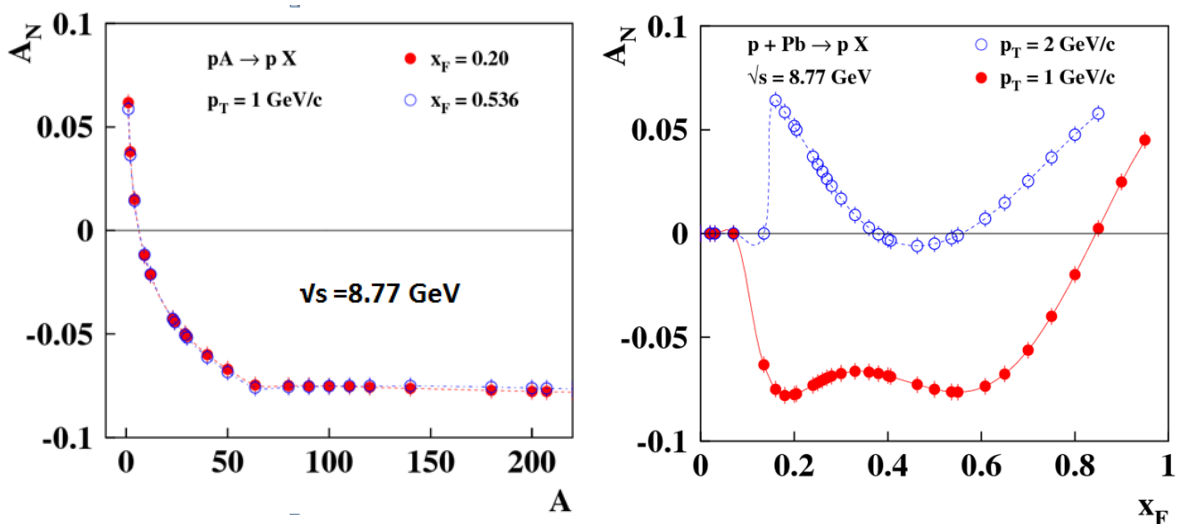 A_N
0.1
0.05
0
-0.05
-0.1
pA → p X
p_T = 1 GeV/c
x_F = 0.20
x_F = 0.536
√s =8.77 GeV
0 50 100 150 200
A
A_N
0.1
0.05
0
-0.05
-0.1
p + Pb → p X
√s = 8.77 GeV
p_T = 2 GeV/c
p_T = 1 GeV/c
0 0.2 0.4 0.6 0.8 1
x_F